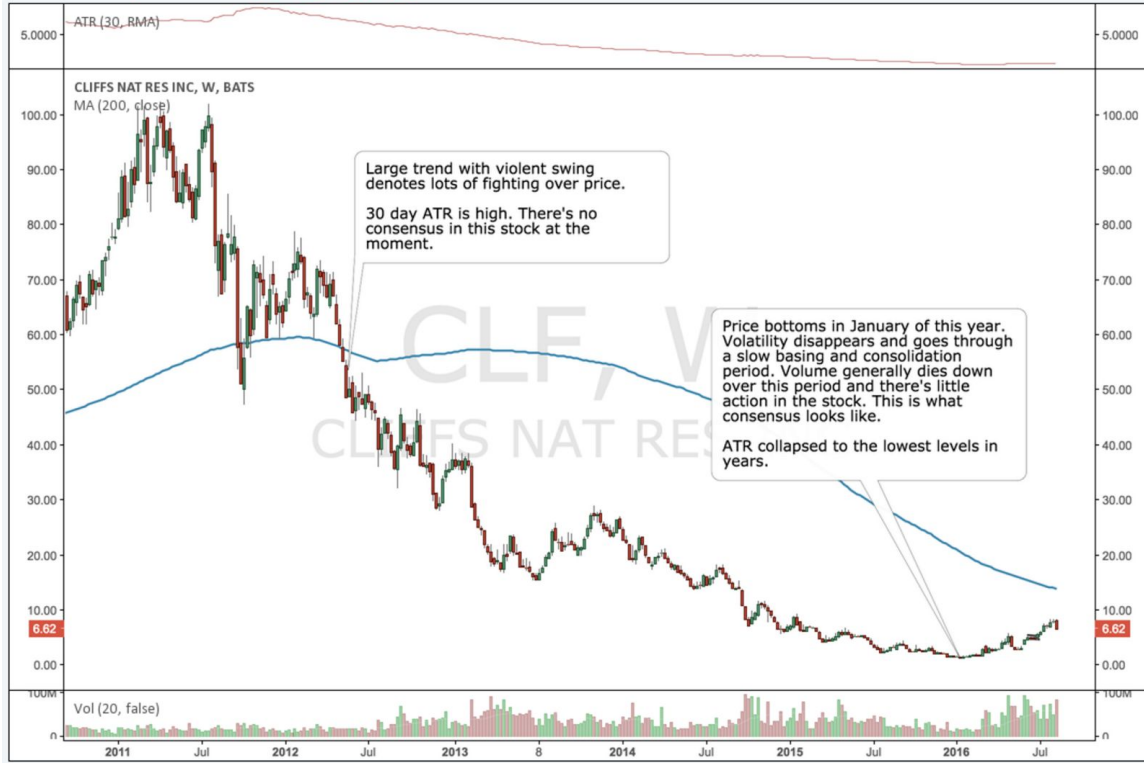 ATR (30, RMA)
5.0000
5.0000
CLIFFS NAT RES INC, W, BATS
MA (200, close)
100.00
100.00
90.00
90.00
80.00
80.00
70.00
70.00
60.00
60.00
50.00
50.00
40.00
40.00
30.00
30.00
20.00
20.00
10.00
10.00
6.62
6.62
0.00
0.00
Large trend with violent swing
denotes lots of fighting over price.
30 day ATR is high. There's no
consensus in this stock at the
moment.
CLF, W
CLIFFS NAT RES
Price bottoms in January of this year.
Volatility disappears and goes through
a slow basing and consolidation
period. Volume generally dies down
over this period and there's little
action in the stock. This is what
consensus looks like.
ATR collapsed to the lowest levels in
years.
100M
100M
Vol (20, false)
0
0
2011 Jul 2012 Jul 2013 8 2014 Jul 2015 Jul 2016 Jul